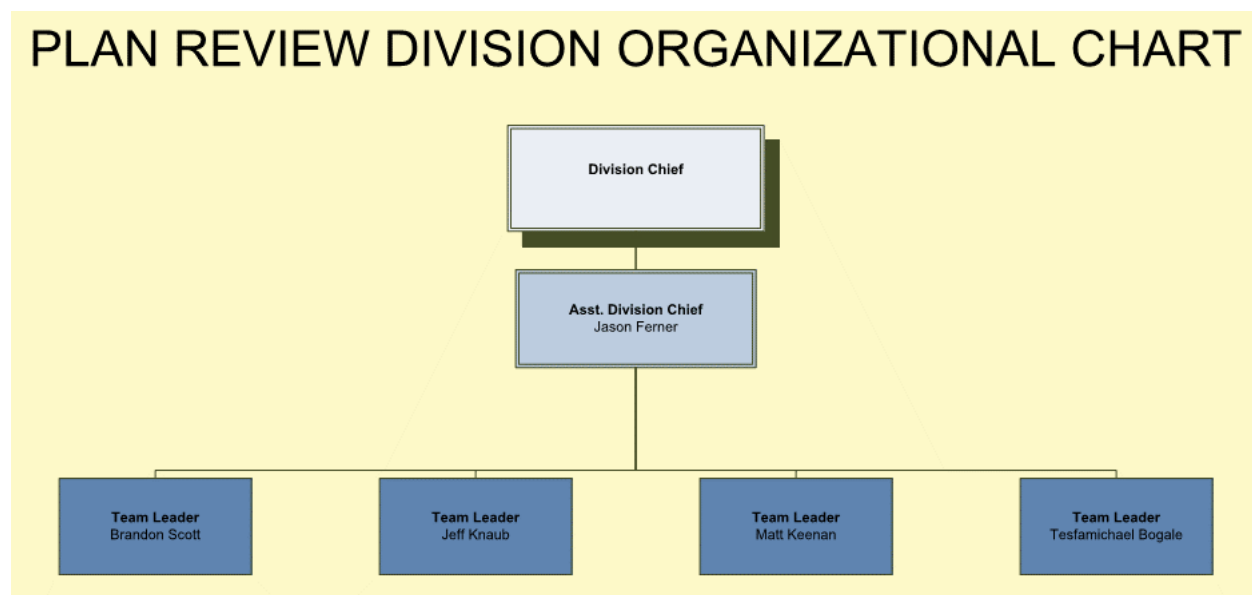 PLAN REVIEW DIVISION ORGANIZATIONAL CHART
Division Chief
Asst. Division Chief
Jason Ferner
Team Leader
Brandon Scott
Team Leader
Jeff Knaub
Team Leader
Matt Keenan
Team Leader
Tesfamichael Bogale